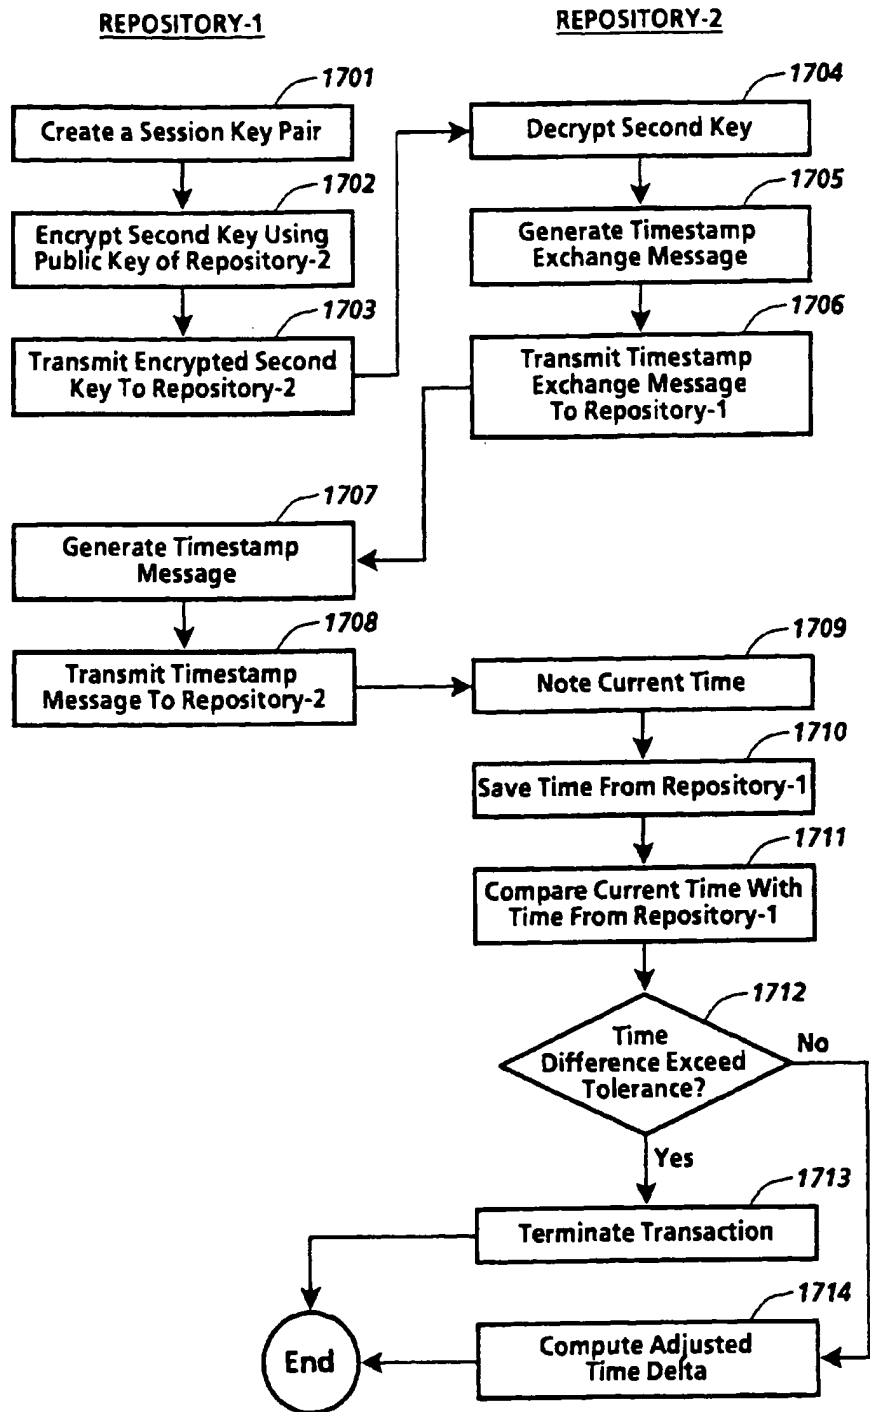 REPOSITORY-1
REPOSITORY-2
1701
Create a Session Key Pair
1702
Encrypt Second Key Using
Public Key of Repository-2
1703
Transmit Encrypted Second
Key To Repository-2
1704
Decrypt Second Key
1705
Generate Timestamp
Exchange Message
1706
Transmit Timestamp
Exchange Message
To Repository-1
1707
Generate Timestamp
Message
1708
Transmit Timestamp
Message To Repository-2
1709
Note Current Time
1710
Save Time From Repository-1
1711
Compare Current Time With
Time From Repository-1
1712
Time
Difference Exceed
Tolerance?
No
Yes
1713
Terminate Transaction
1714
Compute Adjusted
Time Delta
End